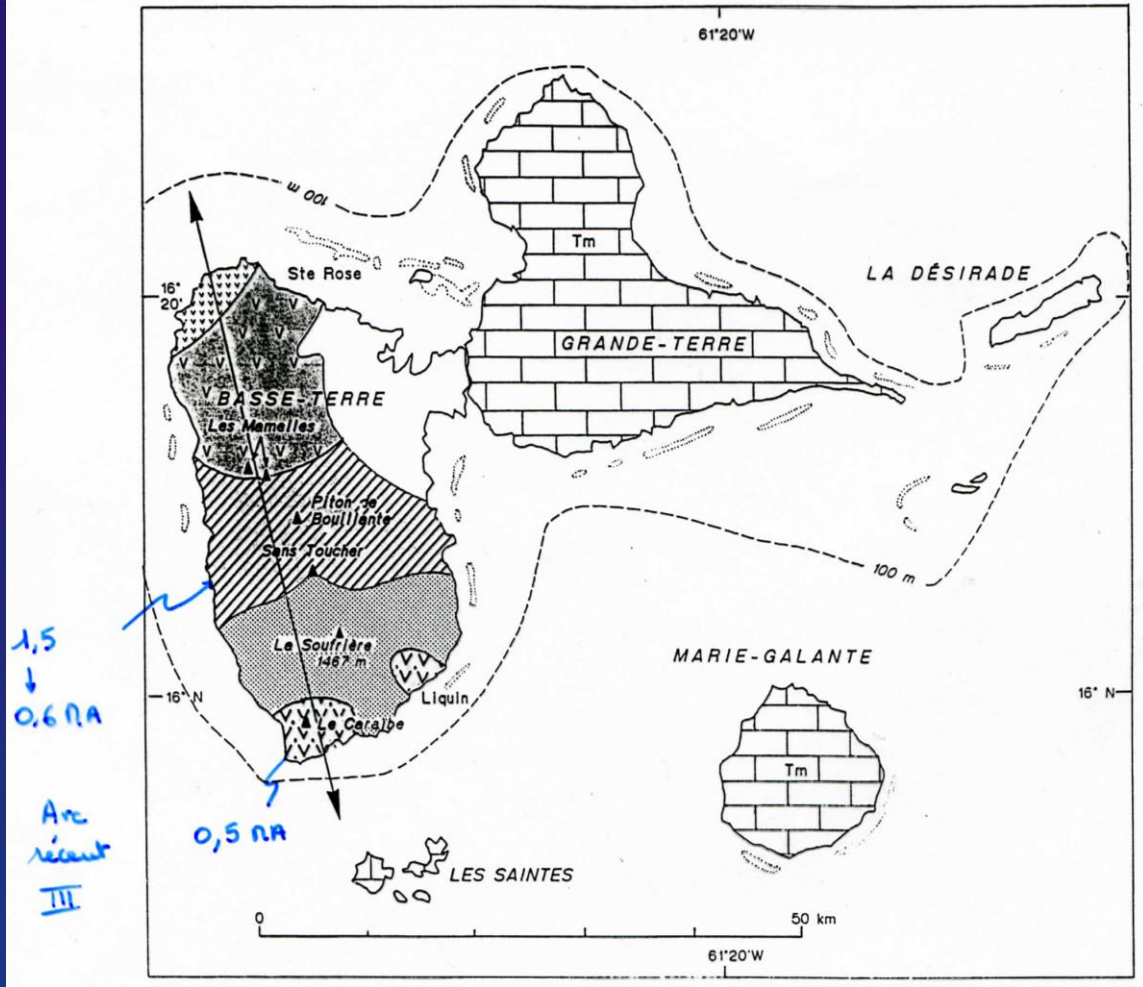 61°20'W
100 m
Ste Rose
16°
20'
Tm
LA DÉSIRADE
GRANDE-TERRE
BASSE-TERRE
Les Mamelles
Piton de
Bouillante
Sans Toucher
100 m
1,5
↓
0,6 MA
La Soufrière
1467 m
MARIE-GALANTE
16° N
Liquin
16° N
Le Caraïbe
Tm
Arc
récent
III
0,5 MA
LES SAINTES
0
50 km
61°20'W